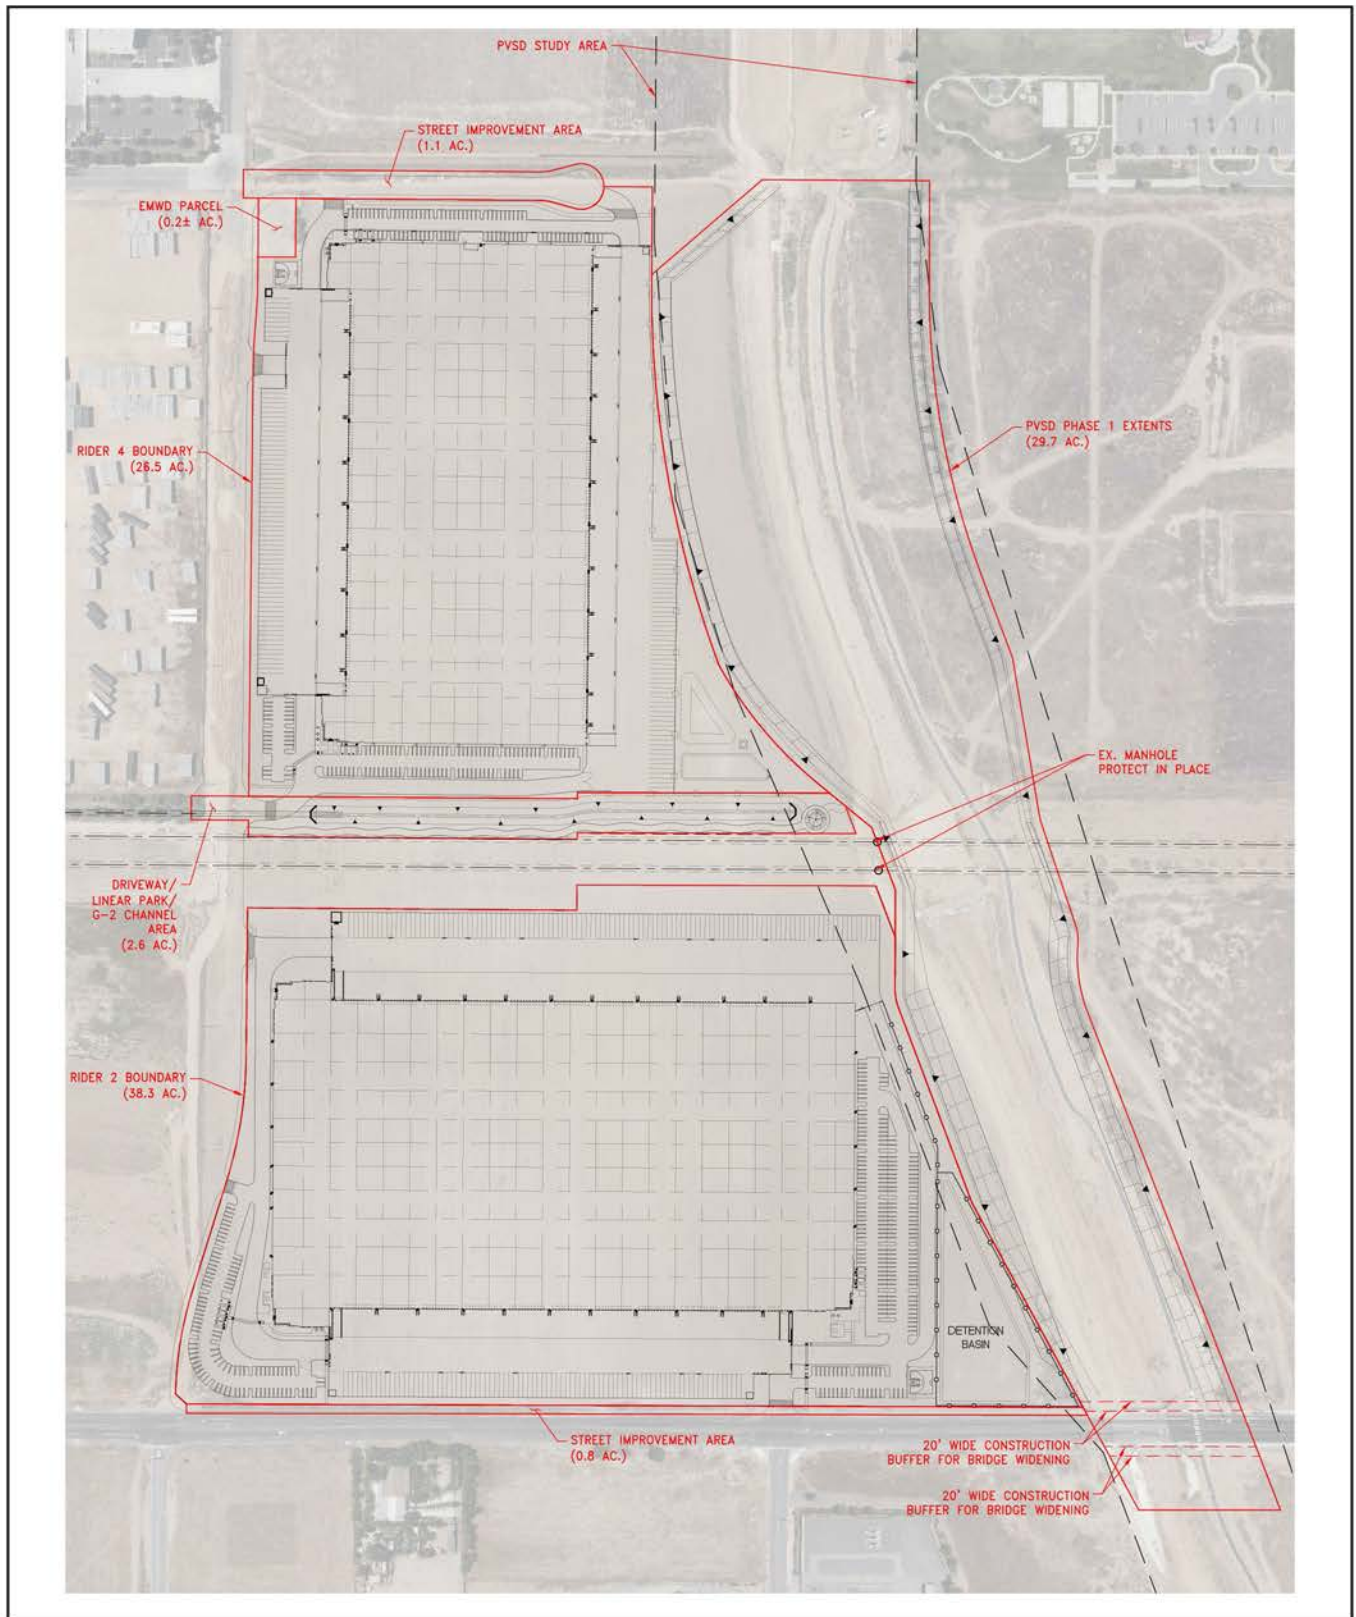 PVSD STUDY AREA
STREET IMPROVEMENT AREA
(1.1 AC.)
EMWD PARCEL
(0.2± AC.)
RIDER 4 BOUNDARY
(26.5 AC.)
PVSD PHASE 1 EXTENTS
(29.7 AC.)
EX. MANHOLE
PROTECT IN PLACE
DRIVEWAY/
LINEAR PARK/
G-2 CHANNEL
AREA
(2.6 AC.)
RIDER 2 BOUNDARY
(38.3 AC.)
DETENTION
BASIN
STREET IMPROVEMENT AREA
(0.8 AC.)
20' WIDE CONSTRUCTION
BUFFER FOR BRIDGE WIDENING
20' WIDE CONSTRUCTION
BUFFER FOR BRIDGE WIDENING